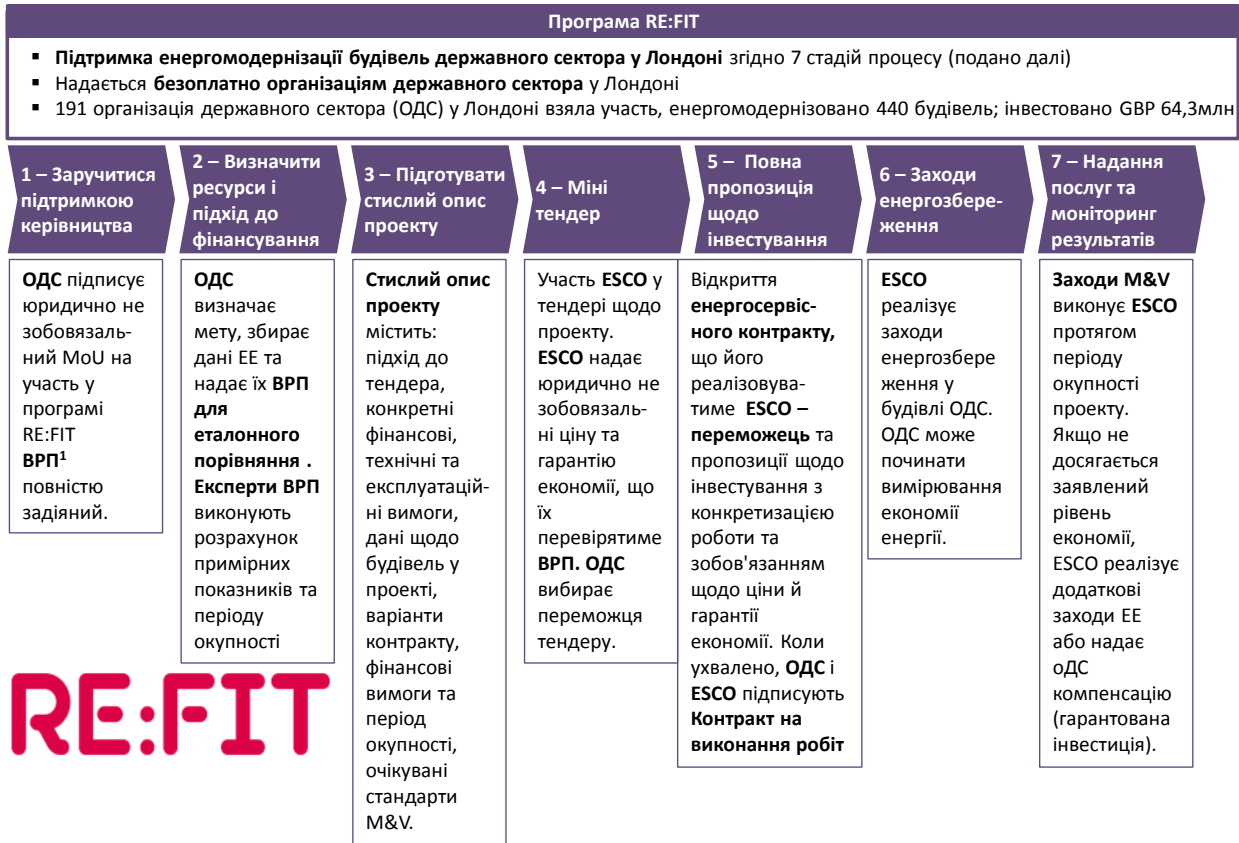 Програма RE:FIT
▪ Підтримка енергомодернізації будівель державного сектора у Лондоні згідно 7 стадій процесу (подано далі)
▪ Надається безоплатно організаціям державного сектора у Лондоні
▪ 191 організація державного сектора (ОДС) у Лондоні взяла участь, енергомодернізовано 440 будівель; інвестовано GBP 64,3млн
1 – Заручитися
підтримкою
керівництва
2 – Визначити
ресурси і
підхід до
фінансування
3 – Підготувати
стислий опис
проекту
4 – Міні
тендер
5 – Повна
пропозиція
щодо
інвестування
6 – Заходи
енергозбере-
ження
7 – Надання
послуг та
моніторинг
результатів
ОДС підписує
юридично не
зобовязаль-
ний MoU на
участь у
програмі
RE:FIT
ВРП¹
повністю
задіяний.
ОДС
визначає
мету, збирає
дані ЕЕ та
надає їх ВРП
для
еталонного
порівняння .
Експерти ВРП
виконують
розрахунок
примірних
показників та
періоду
окупності
Стислий опис
проекту
містить:
підхід до
тендера,
конкретні
фінансові,
технічні та
експлуатацій-
ні вимоги,
дані щодо
будівель у
проекті,
варіанти
контракту,
фінансові
вимоги та
період
окупності,
очікувані
стандарти
M&V.
Участь ESCO у
тендері щодо
проекту.
ESCO надає
юридично не
зобовязаль-
ні ціну та
гарантію
економії, що
їх
перевірятиме
ВРП. ОДС
вибирає
переможця
тендеру.
Відкриття
енергосервіс-
ного контракту,
що його
реалізовува-
тиме ESCO –
переможець та
пропозиції щодо
інвестування з
конкретизацією
роботи та
зобов'язанням
щодо ціни й
гарантії
економії. Коли
ухвалено, ОДС і
ESCO підписують
Контракт на
виконання робіт
ESCO
реалізує
заходи
енергозбере
ження у
будівлі ОДС.
ОДС може
починати
вимірювання
економії
енергії.
Заходи M&V
виконує ESCO
протягом
періоду
окупності
проекту.
Якщо не
досягається
заявлений
рівень
економії,
ESCO реалізує
додаткові
заходи ЕЕ
або надає
оДС
компенсацію
(гарантована
інвестиція).
RE:FIT